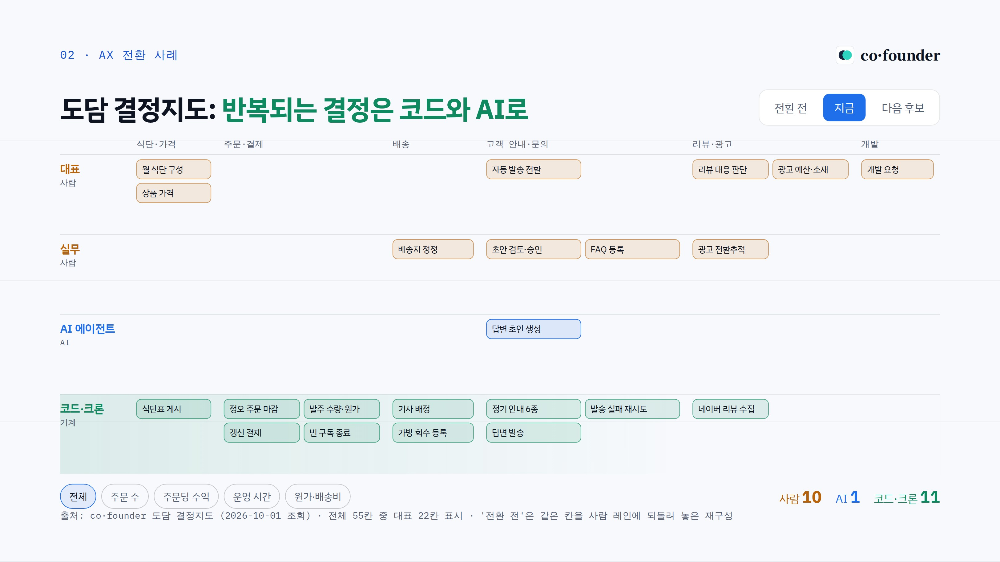 02 · AX 전환 사례
co·founder
도담 결정지도: 반복되는 결정은 코드와 AI로
전환 전 지금 다음 후보
식단·가격 주문·결제 배송 고객 안내·문의 리뷰·광고 개발
대표 월 식단 구성 자동 발송 전환 리뷰 대응 판단 광고 예산·소재 개발 요청
사람
상품 가격
실무 배송지 정정 초안 검토·승인 FAQ 등록 광고 전환추적
사람
AI 에이전트 답변 초안 생성
AI
코드·크론 식단표 게시 정오 주문 마감 발주 수량·원가 기사 배정 정기 안내 6종 발송 실패 재시도 네이버 리뷰 수집
기계
갱신 결제 빈 구독 종료 가방 회수 등록 답변 발송
전체 주문 수 주문당 수익 운영 시간 원가·배송비
사람 10 AI 1 코드·크론 11
출처: co·founder 도담 결정지도 (2026-10-01 조회) · 전체 55칸 중 대표 22칸 표시 · '전환 전'은 같은 칸을 사람 레인에 되돌려 놓은 재구성